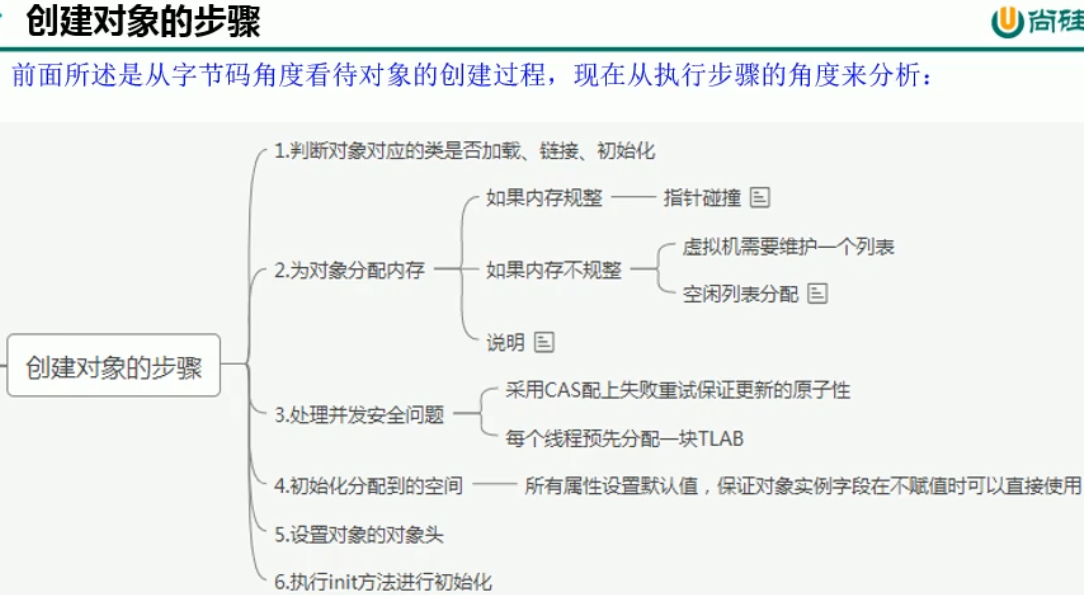 创建对象的步骤
尚硅
前面所述是从字节码角度看待对象的创建过程，现在从执行步骤的角度来分析：
创建对象的步骤
1.判断对象对应的类是否加载、链接、初始化
2.为对象分配内存
如果内存规整
指针碰撞
如果内存不规整
虚拟机需要维护一个列表
空闲列表分配
说明
3.处理并发安全问题
采用CAS配上失败重试保证更新的原子性
每个线程预先分配一块TLAB
4.初始化分配到的空间
所有属性设置默认值，保证对象实例字段在不赋值时可以直接使用
5.设置对象的对象头
6.执行init方法进行初始化